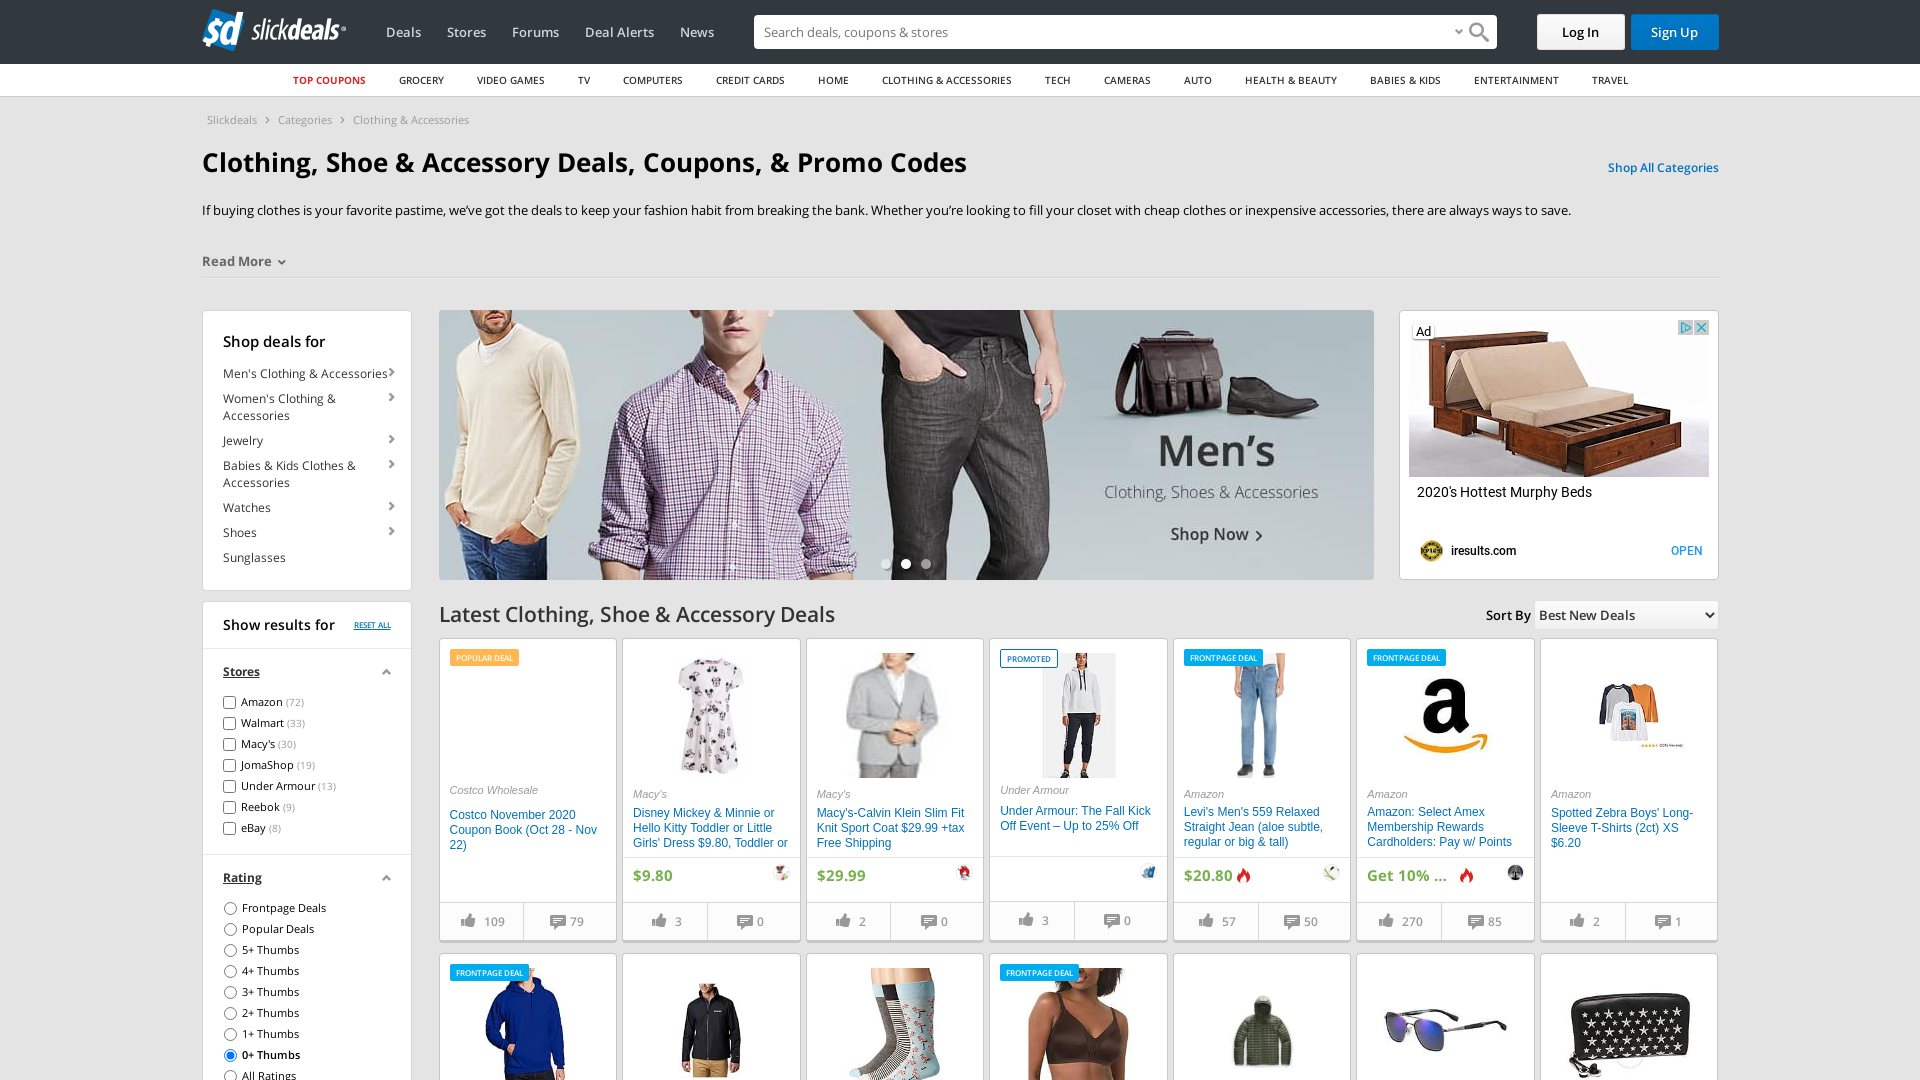 slickdeals
Deals
Stores
Forums
Deal Alerts
News
Search deals, coupons & stores
Log In
Sign Up
TOP COUPONS
GROCERY
VIDEO GAMES
TV
COMPUTERS
CREDIT CARDS
HOME
CLOTHING & ACCESSORIES
TECH
CAMERAS
AUTO
HEALTH & BEAUTY
BABIES & KIDS
ENTERTAINMENT
TRAVEL
Slickdeals
Categories
Clothing & Accessories
Clothing, Shoe & Accessory Deals, Coupons, & Promo Codes
Shop All Categories
If buying clothes is your favorite pastime, we’ve got the deals to keep your fashion habit from breaking the bank. Whether you’re looking to fill your closet with cheap clothes or inexpensive accessories, there are always ways to save.
Read More
Shop deals for
Men's Clothing & Accessories
Women's Clothing &
Accessories
Jewelry
Babies & Kids Clothes &
Accessories
Watches
Shoes
Sunglasses
Men’s
Clothing, Shoes & Accessories
Shop Now
Ad
2020's Hottest Murphy Beds
iresults.com
OPEN
Show results for
RESET ALL
Stores
Amazon (72)
Walmart (33)
Macy's (30)
JomaShop (19)
Under Armour (13)
Reebok (9)
eBay (8)
Rating
Frontpage Deals
Popular Deals
5+ Thumbs
4+ Thumbs
3+ Thumbs
2+ Thumbs
1+ Thumbs
0+ Thumbs
All Ratings
Latest Clothing, Shoe & Accessory Deals
Sort By
Best New Deals
POPULAR DEAL
Costco Wholesale
Costco November 2020
Coupon Book (Oct 28 - Nov
22)
109
79
Macy's
Disney Mickey & Minnie or
Hello Kitty Toddler or Little
Girls' Dress $9.80, Toddler or
$9.80
3
0
Macy's
Macy's-Calvin Klein Slim Fit
Knit Sport Coat $29.99 +tax
Free Shipping
$29.99
2
0
PROMOTED
Under Armour
Under Armour: The Fall Kick
Off Event – Up to 25% Off
3
0
FRONTPAGE DEAL
Amazon
Levi's Men's 559 Relaxed
Straight Jean (aloe subtle,
regular or big & tall)
$20.80
57
50
FRONTPAGE DEAL
a
Amazon
Amazon: Select Amex
Membership Rewards
Cardholders: Pay w/ Points
Get 10% ...
270
85
Amazon
Spotted Zebra Boys' Long-
Sleeve T-Shirts (2ct) XS
$6.20
2
1
FRONTPAGE DEAL
FRONTPAGE DEAL